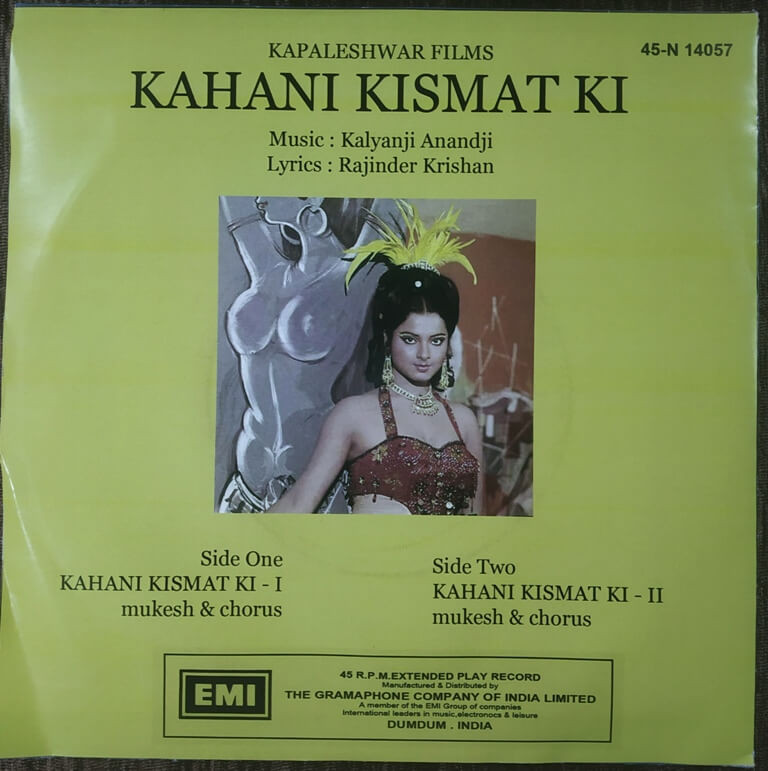 KAPALESHWAR FILMS
45-N 14057
KAHANI KISMAT KI
Music : Kalyanji Anandji
Lyrics : Rajinder Krishan
Side One
KAHANI KISMAT KI - I
mukesh & chorus
Side Two
KAHANI KISMAT KI - II
mukesh & chorus
EMI
45 R.P.M.EXTENDED PLAY RECORD
Manufactured & Distributed by
THE GRAMAPHONE COMPANY OF INDIA LIMITED
A member of the EMI Group of companies
International leaders in music,electronocs & leisure
DUMDUM . INDIA